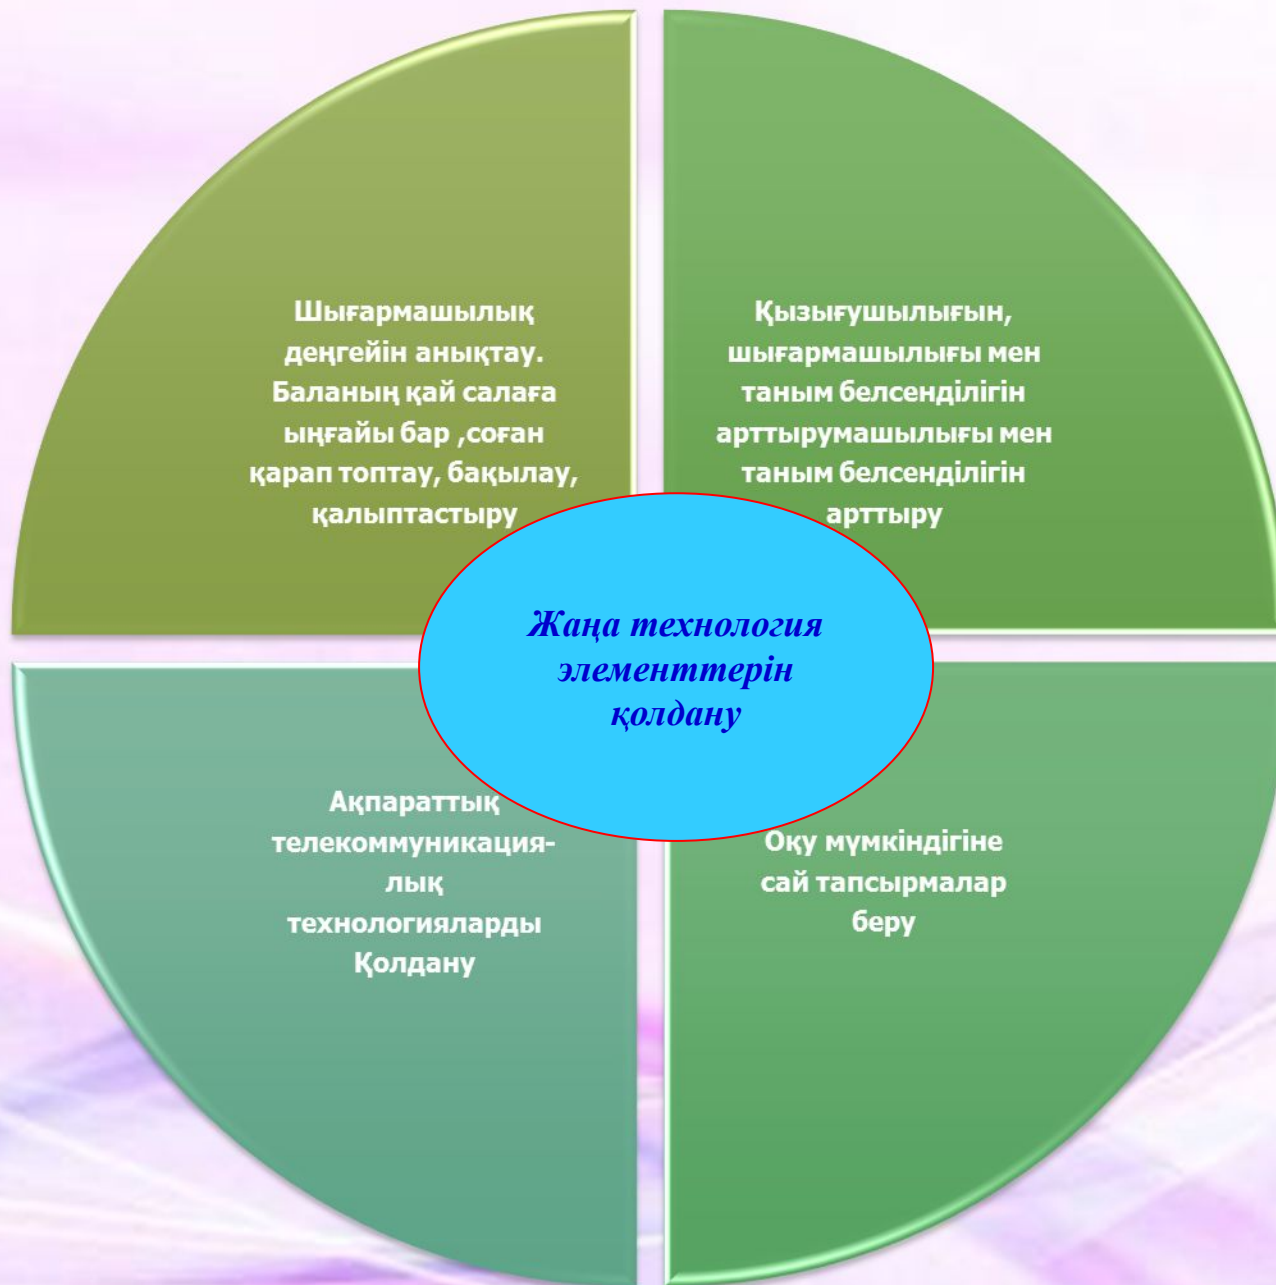 Шығармашылық
деңгейін анықтау.
Баланың қай салаға
ыңғайы бар ,соған
қарап топтау, бақылау,
қалыптастыру
Қызығушылығын,
шығармашылығы мен
таным белсенділігін
арттырумашылығы мен
таным белсенділігін
арттыру
Жаңа технология
элементтерін
қолдану
Ақпараттық
телекоммуникация-
лық
технологияларды
Қолдану
Оқу мүмкіндігіне
сай тапсырмалар
беру